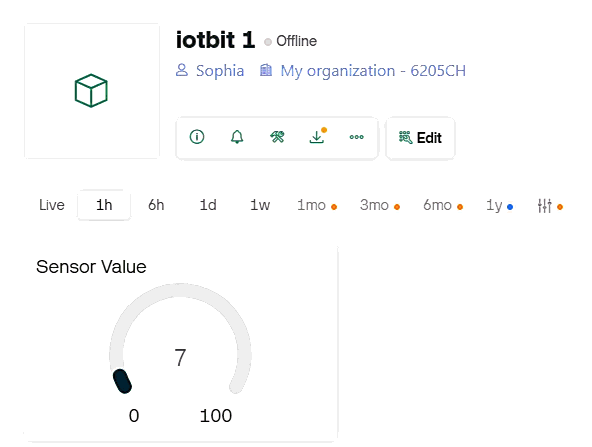 iotbit 1 Offline
Sophia My organization - 6205CH
Edit
Live 1h 6h 1d 1w 1mo 3mo 6mo 1y
Sensor Value
7
0 100